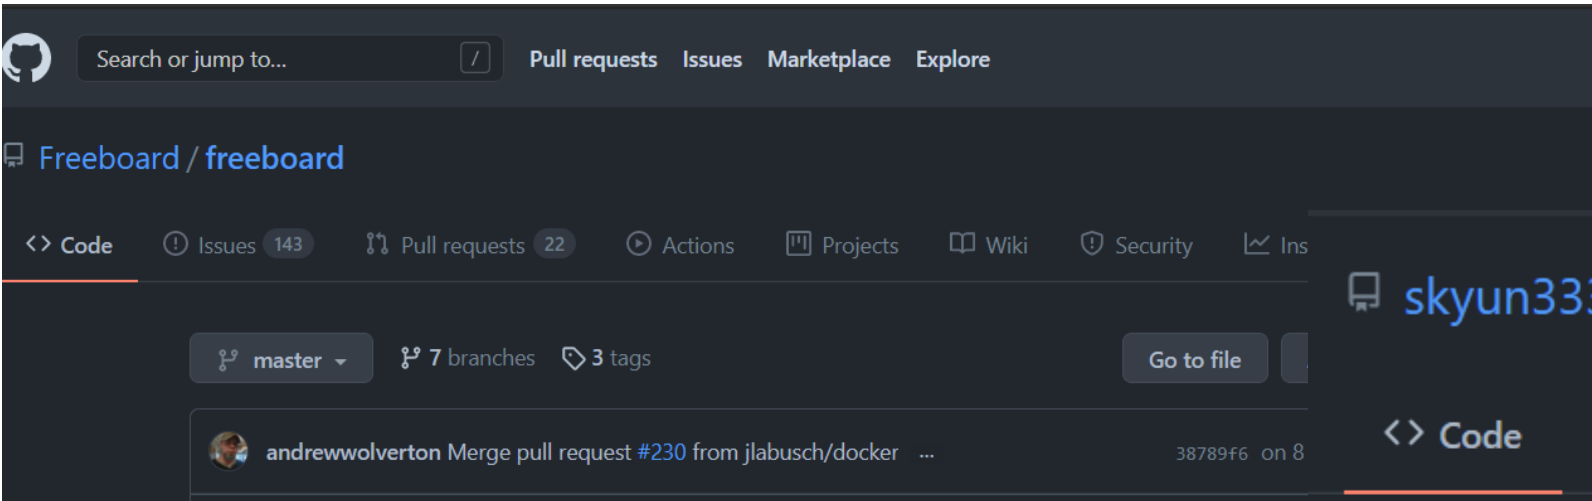 Search or jump to... / Pull requests Issues Marketplace Explore
Freeboard / freeboard
Code Issues 143 Pull requests 22 Actions Projects Wiki Security Ins
skyun333
Code
master 7 branches 3 tags Go to file
andrewwolverton Merge pull request #230 from jlabusch/docker ... 38789f6 on 8